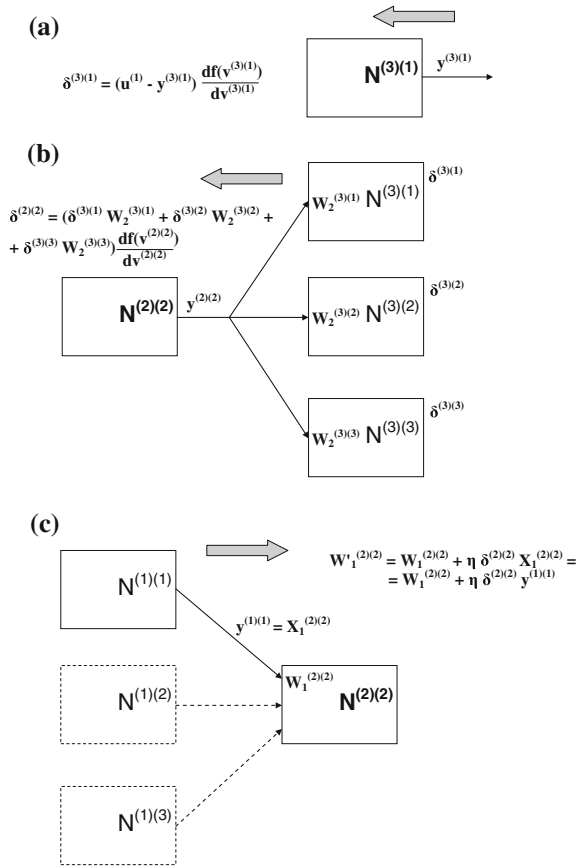 (a)
δ^(3)(1) = (u^(1) - y^(3)(1)) df(v^(3)(1))/dv^(3)(1)
N^(3)(1)
y^(3)(1)
(b)
δ^(2)(2) = (δ^(3)(1) W₂^(3)(1) + δ^(3)(2) W₂^(3)(2) +
+ δ^(3)(3) W₂^(3)(3)) df(v^(2)(2))/dv^(2)(2)
N^(2)(2)
y^(2)(2)
W₂^(3)(1) N^(3)(1)
δ^(3)(1)
W₂^(3)(2) N^(3)(2)
δ^(3)(2)
W₂^(3)(3) N^(3)(3)
δ^(3)(3)
(c)
N^(1)(1)
W'₁^(2)(2) = W₁^(2)(2) + η δ^(2)(2) X₁^(2)(2) =
= W₁^(2)(2) + η δ^(2)(2) y^(1)(1)
y^(1)(1) = X₁^(2)(2)
N^(1)(2)
W₁^(2)(2)
N^(2)(2)
N^(1)(3)